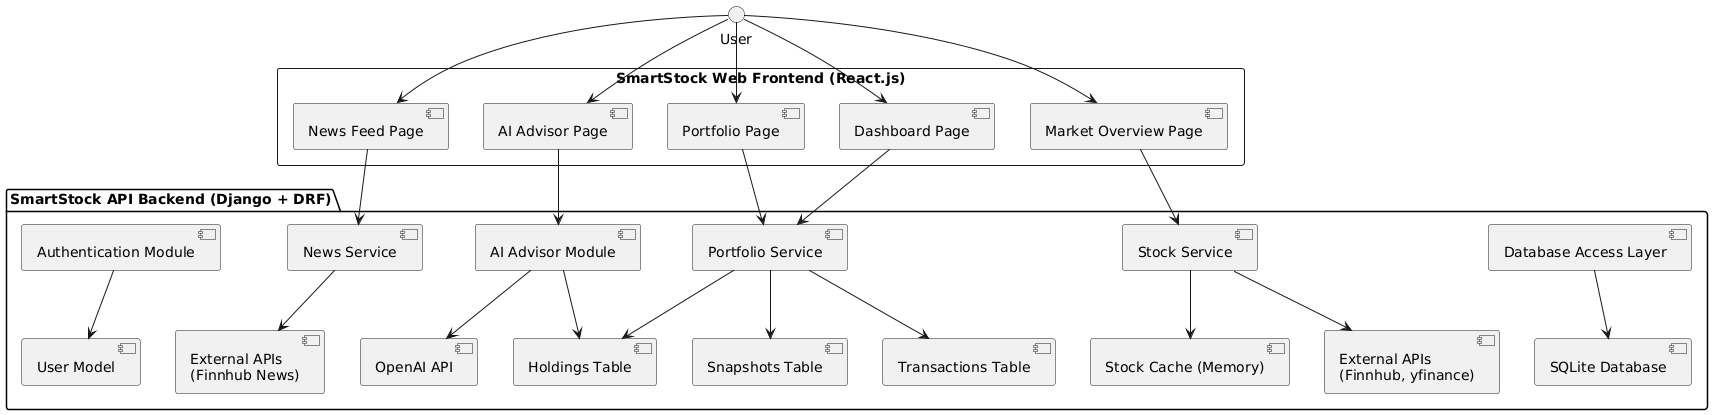 User
SmartStock Web Frontend (React.js)
News Feed Page
AI Advisor Page
Portfolio Page
Dashboard Page
Market Overview Page
SmartStock API Backend (Django + DRF)
Authentication Module
News Service
AI Advisor Module
Portfolio Service
Stock Service
Database Access Layer
User Model
External APIs
(Finnhub News)
OpenAI API
Holdings Table
Snapshots Table
Transactions Table
Stock Cache (Memory)
External APIs
(Finnhub, yfinance)
SQLite Database